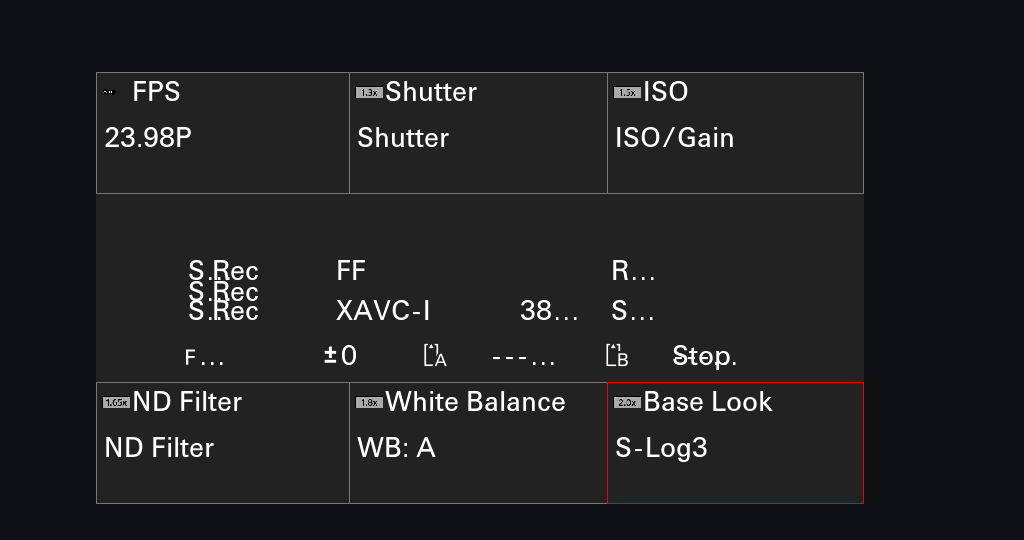 FPS
1.3x Shutter
1.5x ISO
23.98P
Shutter
ISO/Gain
S.Rec FF R...
S.Rec
S.Rec XAVC-I 38... S...
F... ±0 A ---... B Stop.
1.65x ND Filter
1.8x White Balance
2.0x Base Look
ND Filter
WB: A
S-Log3